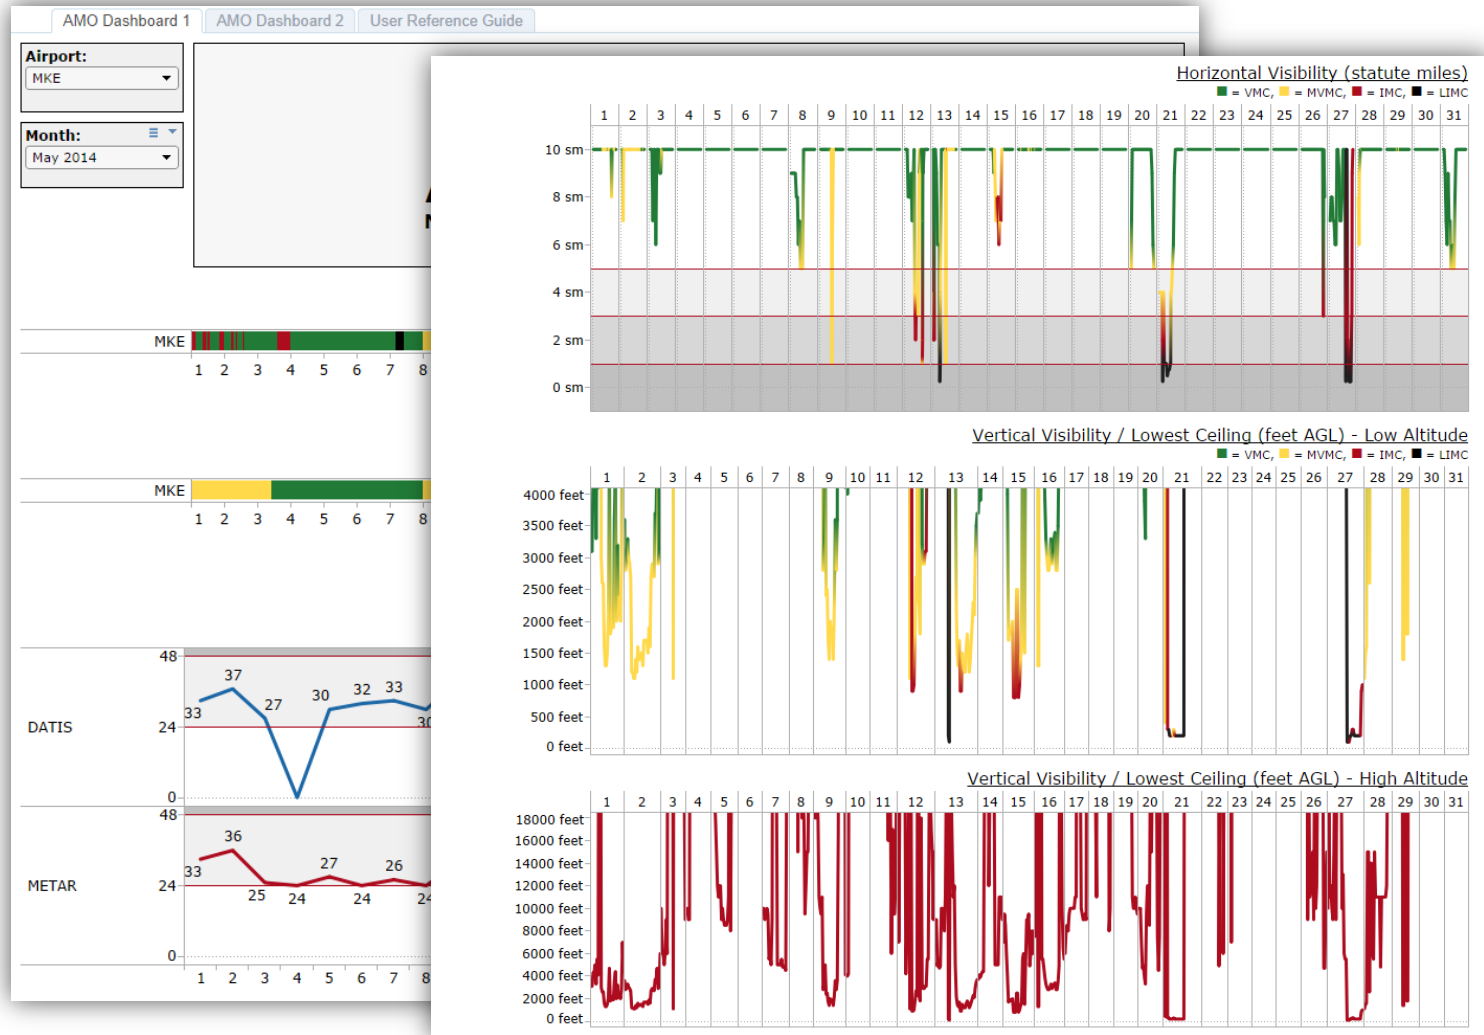 AMO Dashboard 1 AMO Dashboard 2 User Reference Guide
Airport:
MKE
Month:
May 2014
MKE
1 2 3 4 5 6 7 8
MKE
1 2 3 4 5 6 7 8
DATIS
48
24
0
33 37 27 30 32 33 30
METAR
48
24
0
33 36 25 24 27 24 26 24
1 2 3 4 5 6 7 8
Horizontal Visibility (statute miles)
= VMC, = MVMC, = IMC, = LIMC
1 2 3 4 5 6 7 8 9 10 11 12 13 14 15 16 17 18 19 20 21 22 23 24 25 26 27 28 29 30 31
10 sm
8 sm
6 sm
4 sm
2 sm
0 sm
Vertical Visibility / Lowest Ceiling (feet AGL) - Low Altitude
= VMC, = MVMC, = IMC, = LIMC
1 2 3 4 5 6 7 8 9 10 11 12 13 14 15 16 17 18 19 20 21 22 23 24 25 26 27 28 29 30 31
4000 feet
3500 feet
3000 feet
2500 feet
2000 feet
1500 feet
1000 feet
500 feet
0 feet
Vertical Visibility / Lowest Ceiling (feet AGL) - High Altitude
1 2 3 4 5 6 7 8 9 10 11 12 13 14 15 16 17 18 19 20 21 22 23 24 25 26 27 28 29 30 31
18000 feet
16000 feet
14000 feet
12000 feet
10000 feet
8000 feet
6000 feet
4000 feet
2000 feet
0 feet